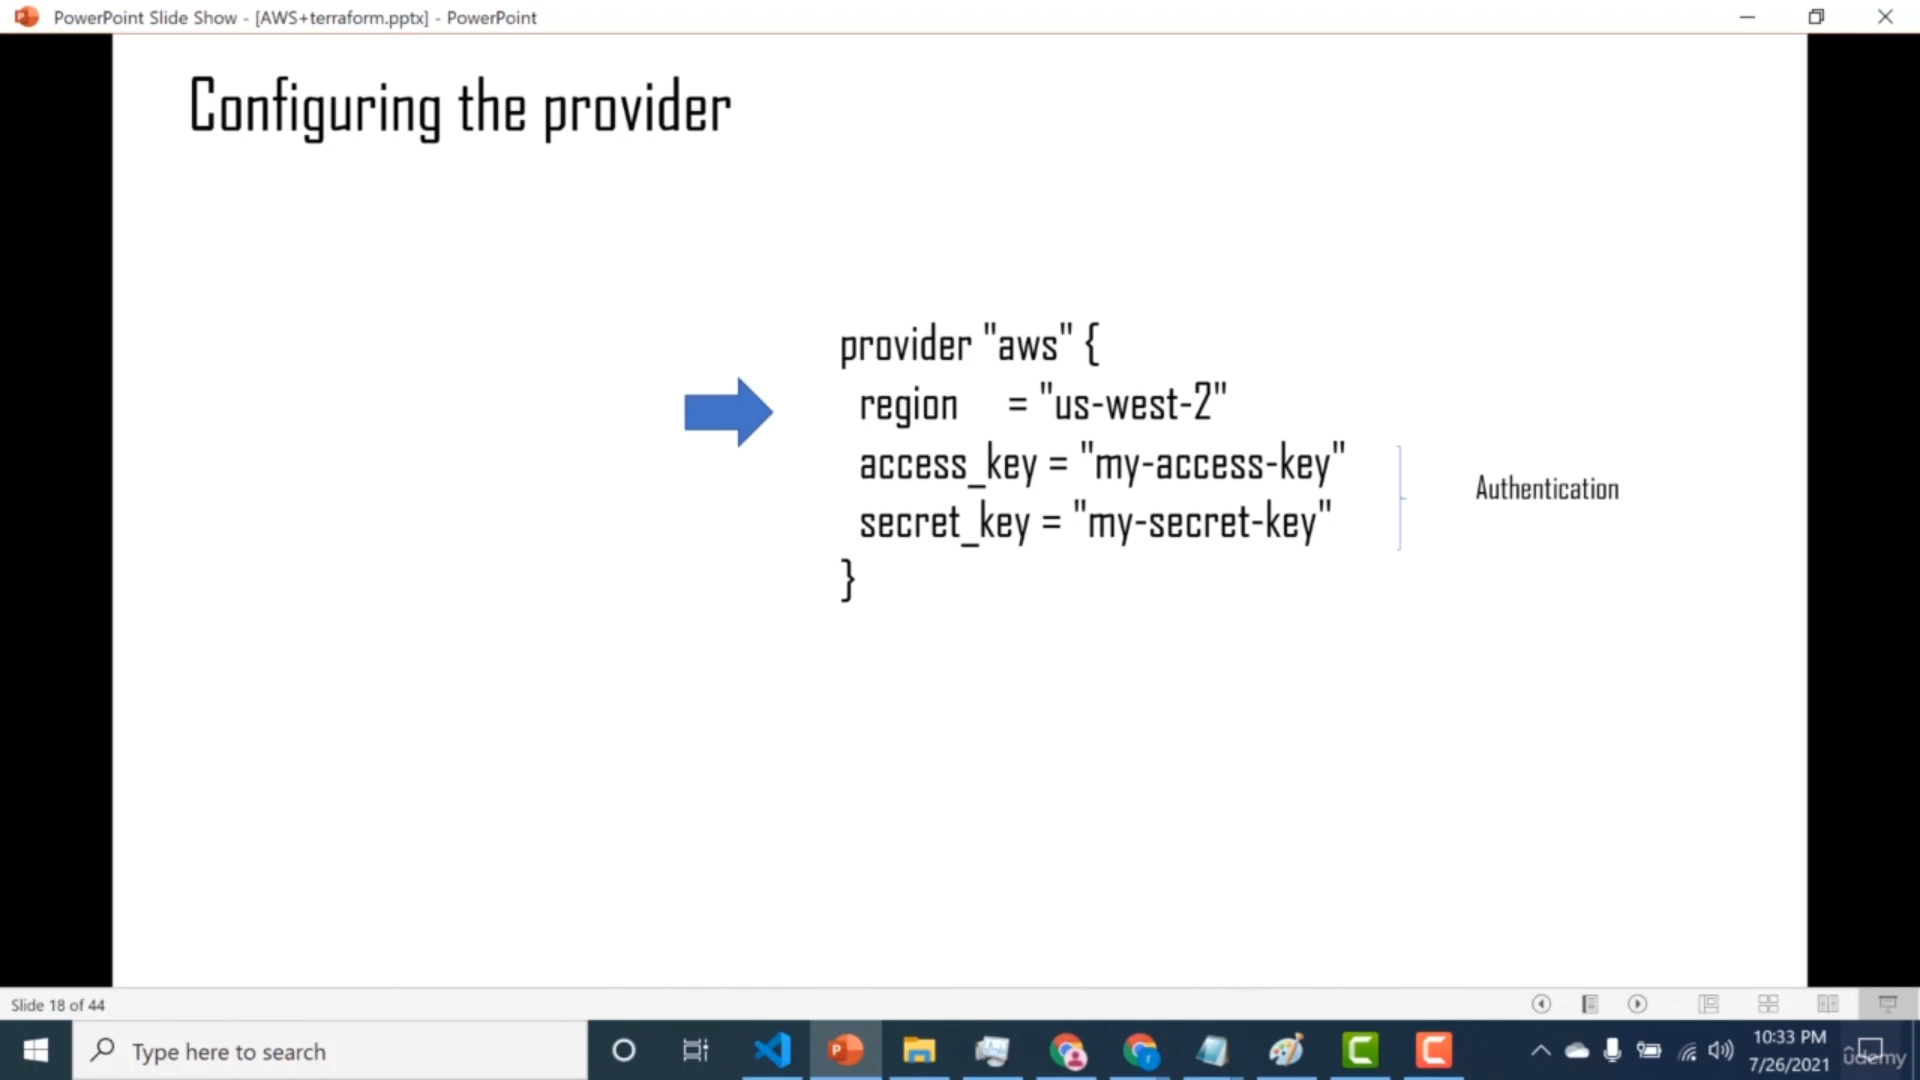 PowerPoint Slide Show - [AWS+terraform.pptx] - PowerPoint
Configuring the provider
provider "aws" {
region = "us-west-2"
access_key = "my-access-key"
secret_key = "my-secret-key"
}
Authentication
Slide 18 of 44
Type here to search
10:33 PM
7/26/2021
udemy